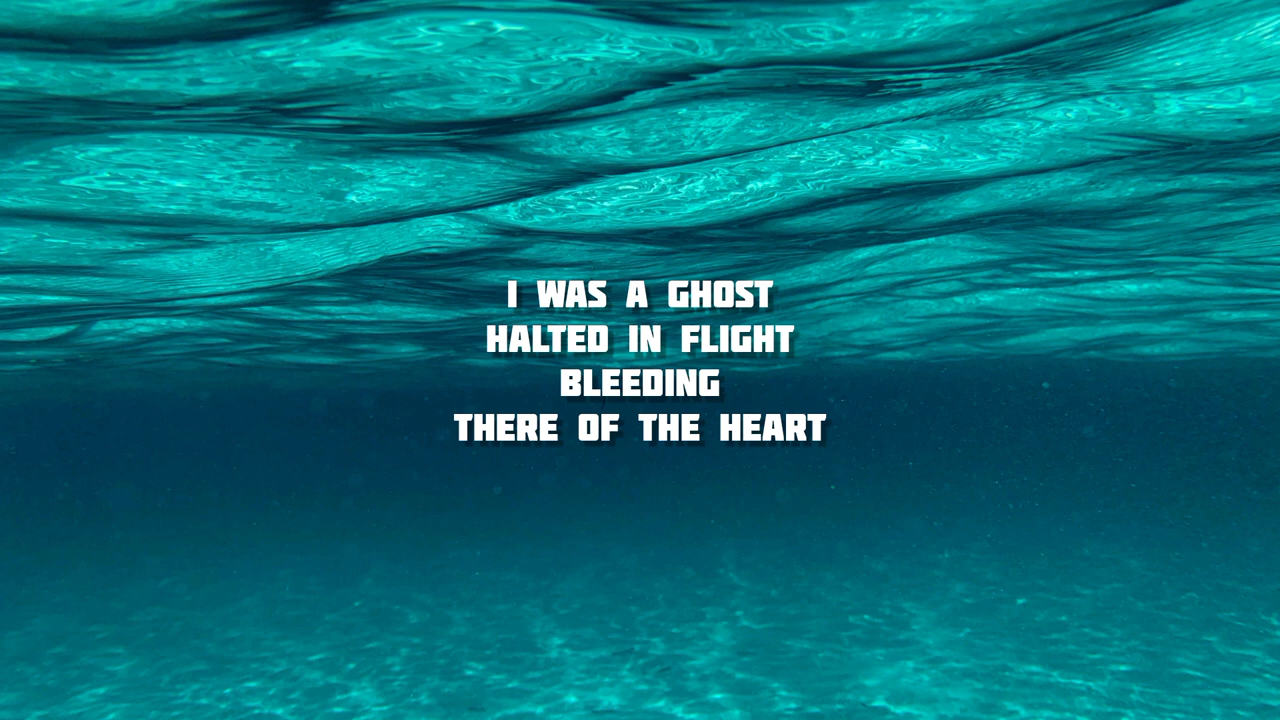 I WAS A GHOST
HALTED IN FLIGHT
BLEEDING
THERE OF THE HEART